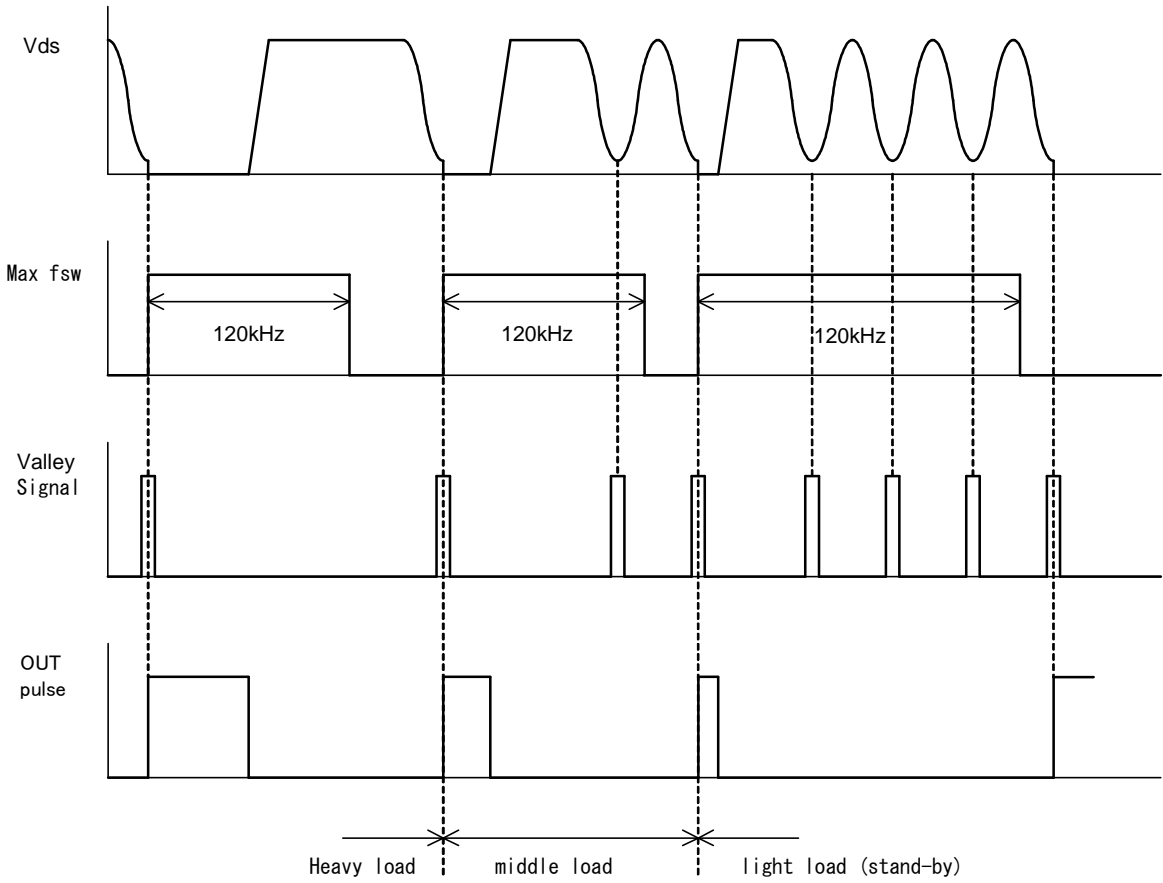 Vds
Max fsw
120kHz
120kHz
120kHz
Valley
Signal
OUT
pulse
Heavy load
middle load
light load (stand-by)